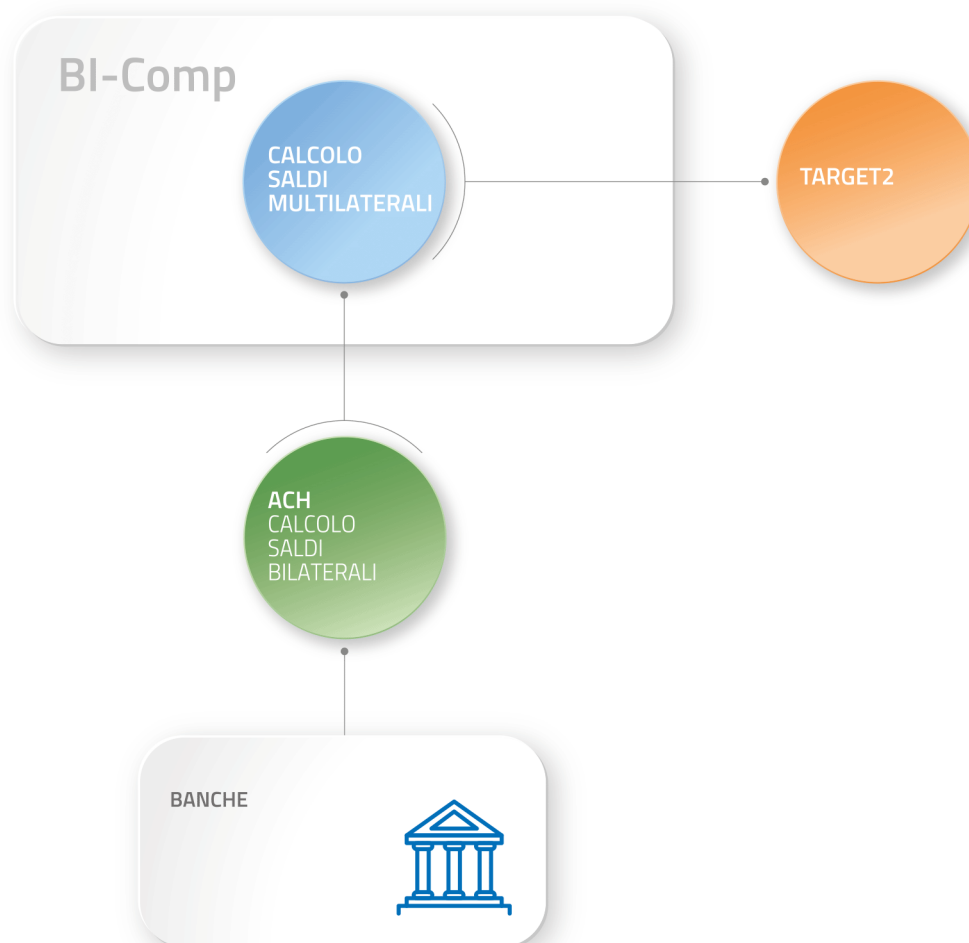 BI-Comp
CALCOLO
SALDI
MULTILATERALI
TARGET2
ACH
CALCOLO
SALDI
BILATERALI
BANCHE